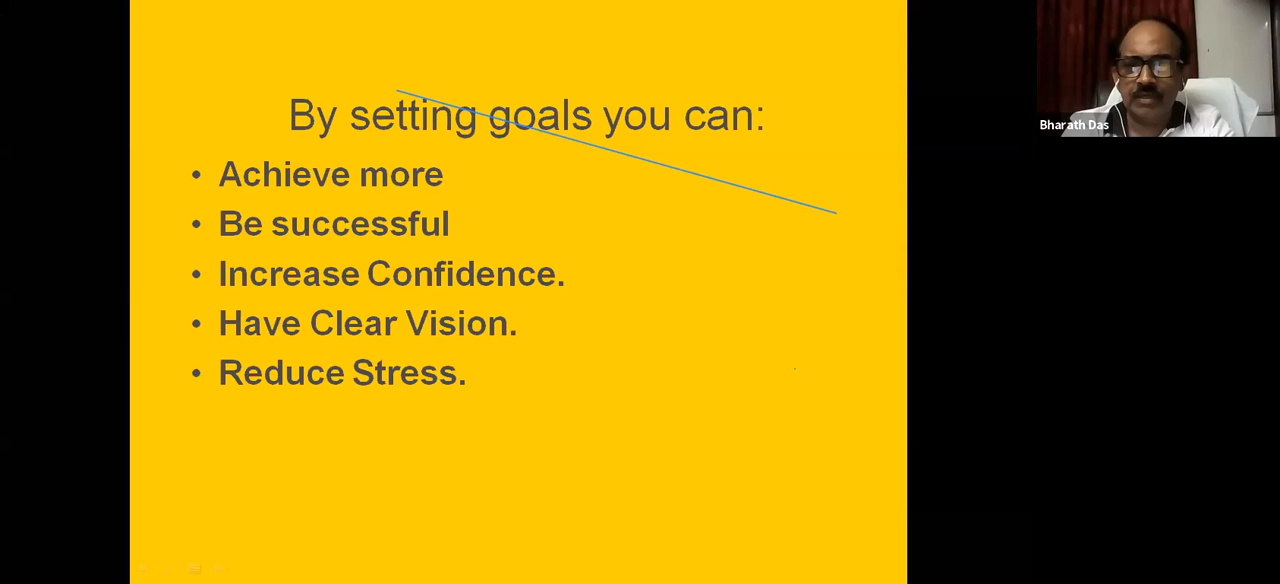 By setting goals you can:
• Achieve more
• Be successful
• Increase Confidence.
• Have Clear Vision.
• Reduce Stress.
Bharath Das